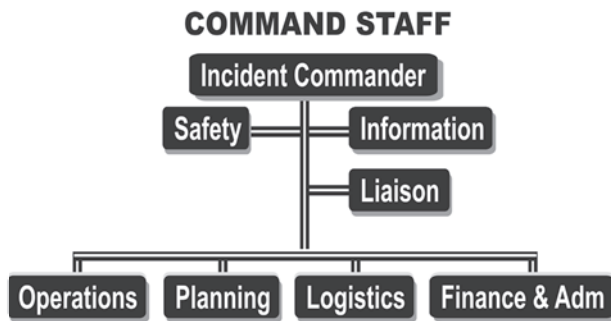 COMMAND STAFF
Incident Commander
Safety
Information
Liaison
Operations
Planning
Logistics
Finance & Adm